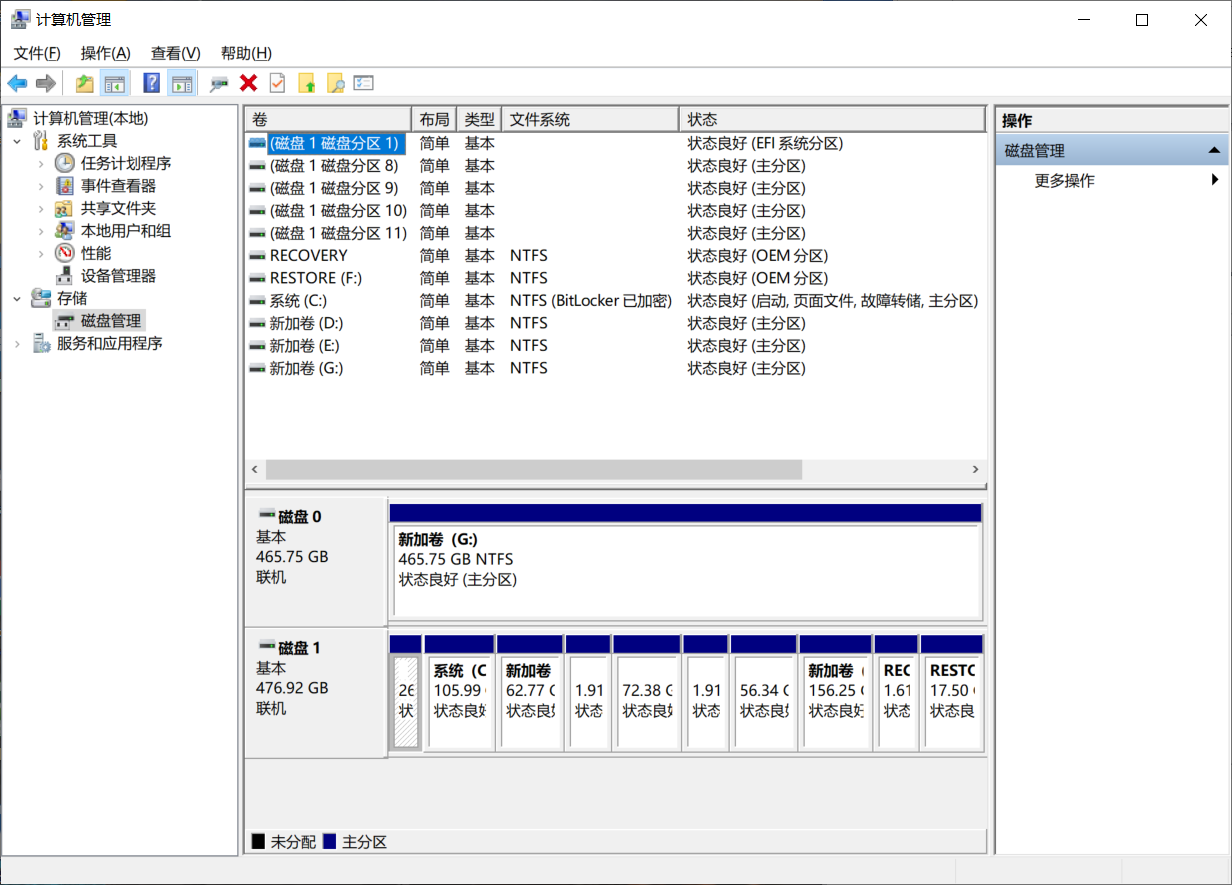 计算机管理
文件(F) 操作(A) 查看(V) 帮助(H)
计算机管理(本地)
系统工具
任务计划程序
事件查看器
共享文件夹
本地用户和组
性能
设备管理器
存储
磁盘管理
服务和应用程序
卷 布局 类型 文件系统 状态
(磁盘 1 磁盘分区 1) 简单 基本 状态良好 (EFI 系统分区)
(磁盘 1 磁盘分区 8) 简单 基本 状态良好 (主分区)
(磁盘 1 磁盘分区 9) 简单 基本 状态良好 (主分区)
(磁盘 1 磁盘分区 10) 简单 基本 状态良好 (主分区)
(磁盘 1 磁盘分区 11) 简单 基本 状态良好 (主分区)
RECOVERY 简单 基本 NTFS 状态良好 (OEM 分区)
RESTORE (F:) 简单 基本 NTFS 状态良好 (OEM 分区)
系统 (C:) 简单 基本 NTFS (BitLocker 已加密) 状态良好 (启动, 页面文件, 故障转储, 主分区)
新加卷 (D:) 简单 基本 NTFS 状态良好 (主分区)
新加卷 (E:) 简单 基本 NTFS 状态良好 (主分区)
新加卷 (G:) 简单 基本 NTFS 状态良好 (主分区)
磁盘 0
基本
465.75 GB
联机
新加卷 (G:)
465.75 GB NTFS
状态良好 (主分区)
磁盘 1
基本
476.92 GB
联机
26
状
系统 (C
105.99
状态良好
新加卷
62.77 G
状态良好
1.91
状态
72.38 G
状态良好
1.91
状态
56.34 G
状态良好
新加卷 (
156.25 G
状态良好
REC
1.61
状态
RESTO
17.50
状态良
未分配 主分区
操作
磁盘管理
更多操作